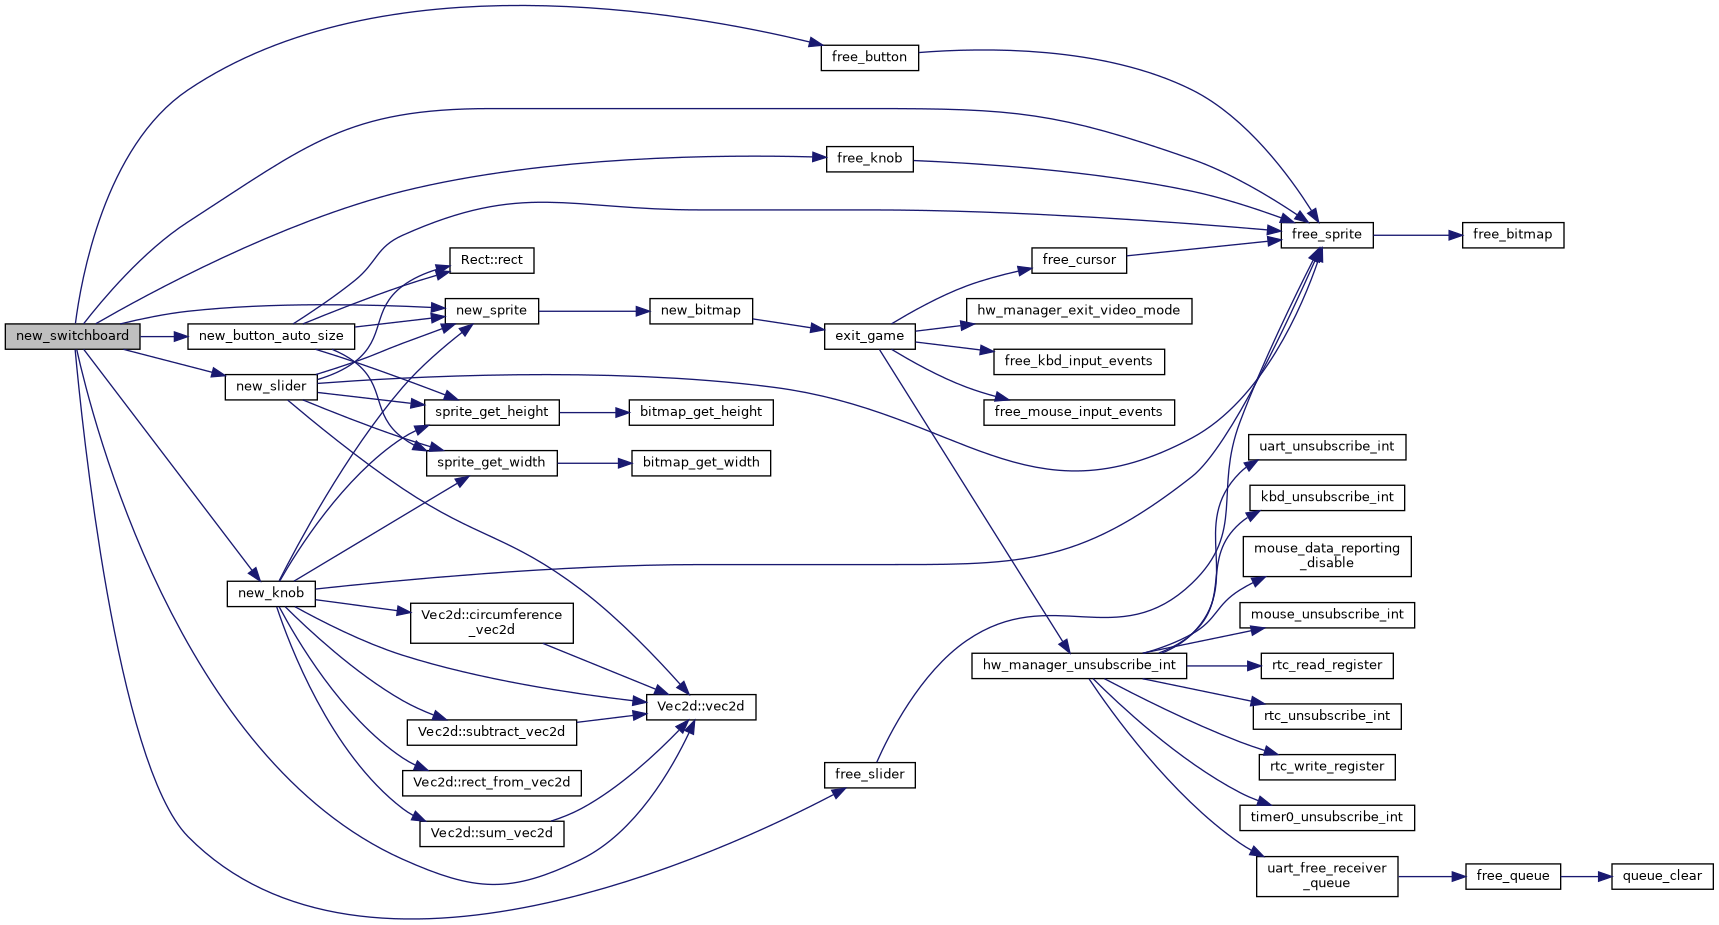 new_switchboard
free_button
free_knob
free_sprite
free_bitmap
Rect::rect
free_cursor
new_sprite
new_bitmap
hw_manager_exit_video_mode
new_button_auto_size
exit_game
free_kbd_input_events
new_slider
sprite_get_height
bitmap_get_height
free_mouse_input_events
sprite_get_width
bitmap_get_width
uart_unsubscribe_int
kbd_unsubscribe_int
mouse_data_reporting
_disable
new_knob
Vec2d::circumference
_vec2d
mouse_unsubscribe_int
hw_manager_unsubscribe_int
rtc_read_register
Vec2d::vec2d
rtc_unsubscribe_int
Vec2d::subtract_vec2d
rtc_write_register
free_slider
Vec2d::rect_from_vec2d
timer0_unsubscribe_int
Vec2d::sum_vec2d
uart_free_receiver
_queue
free_queue
queue_clear